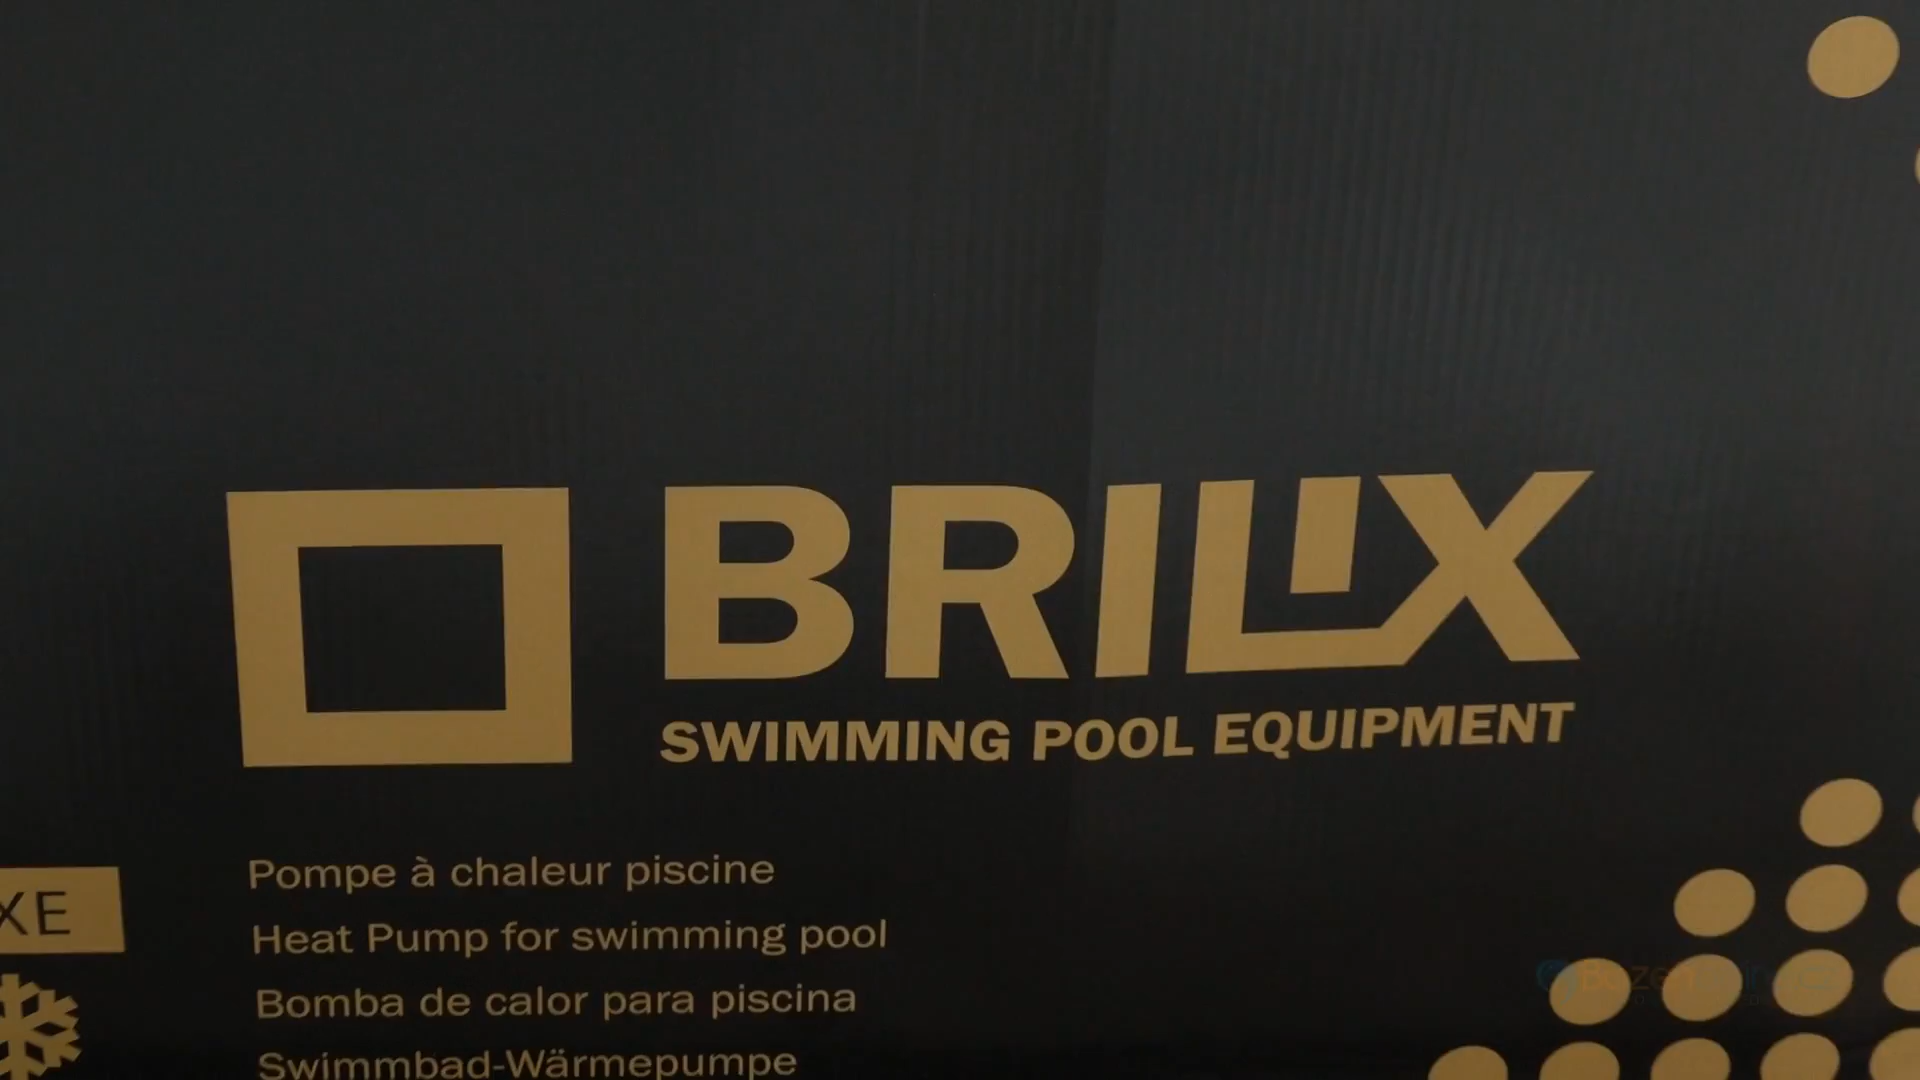 BRILIX
SWIMMING POOL EQUIPMENT
XE
Pompe à chaleur piscine
Heat Pump for swimming pool
Bomba de calor para piscina
Swimmbad-Wärmepumpe